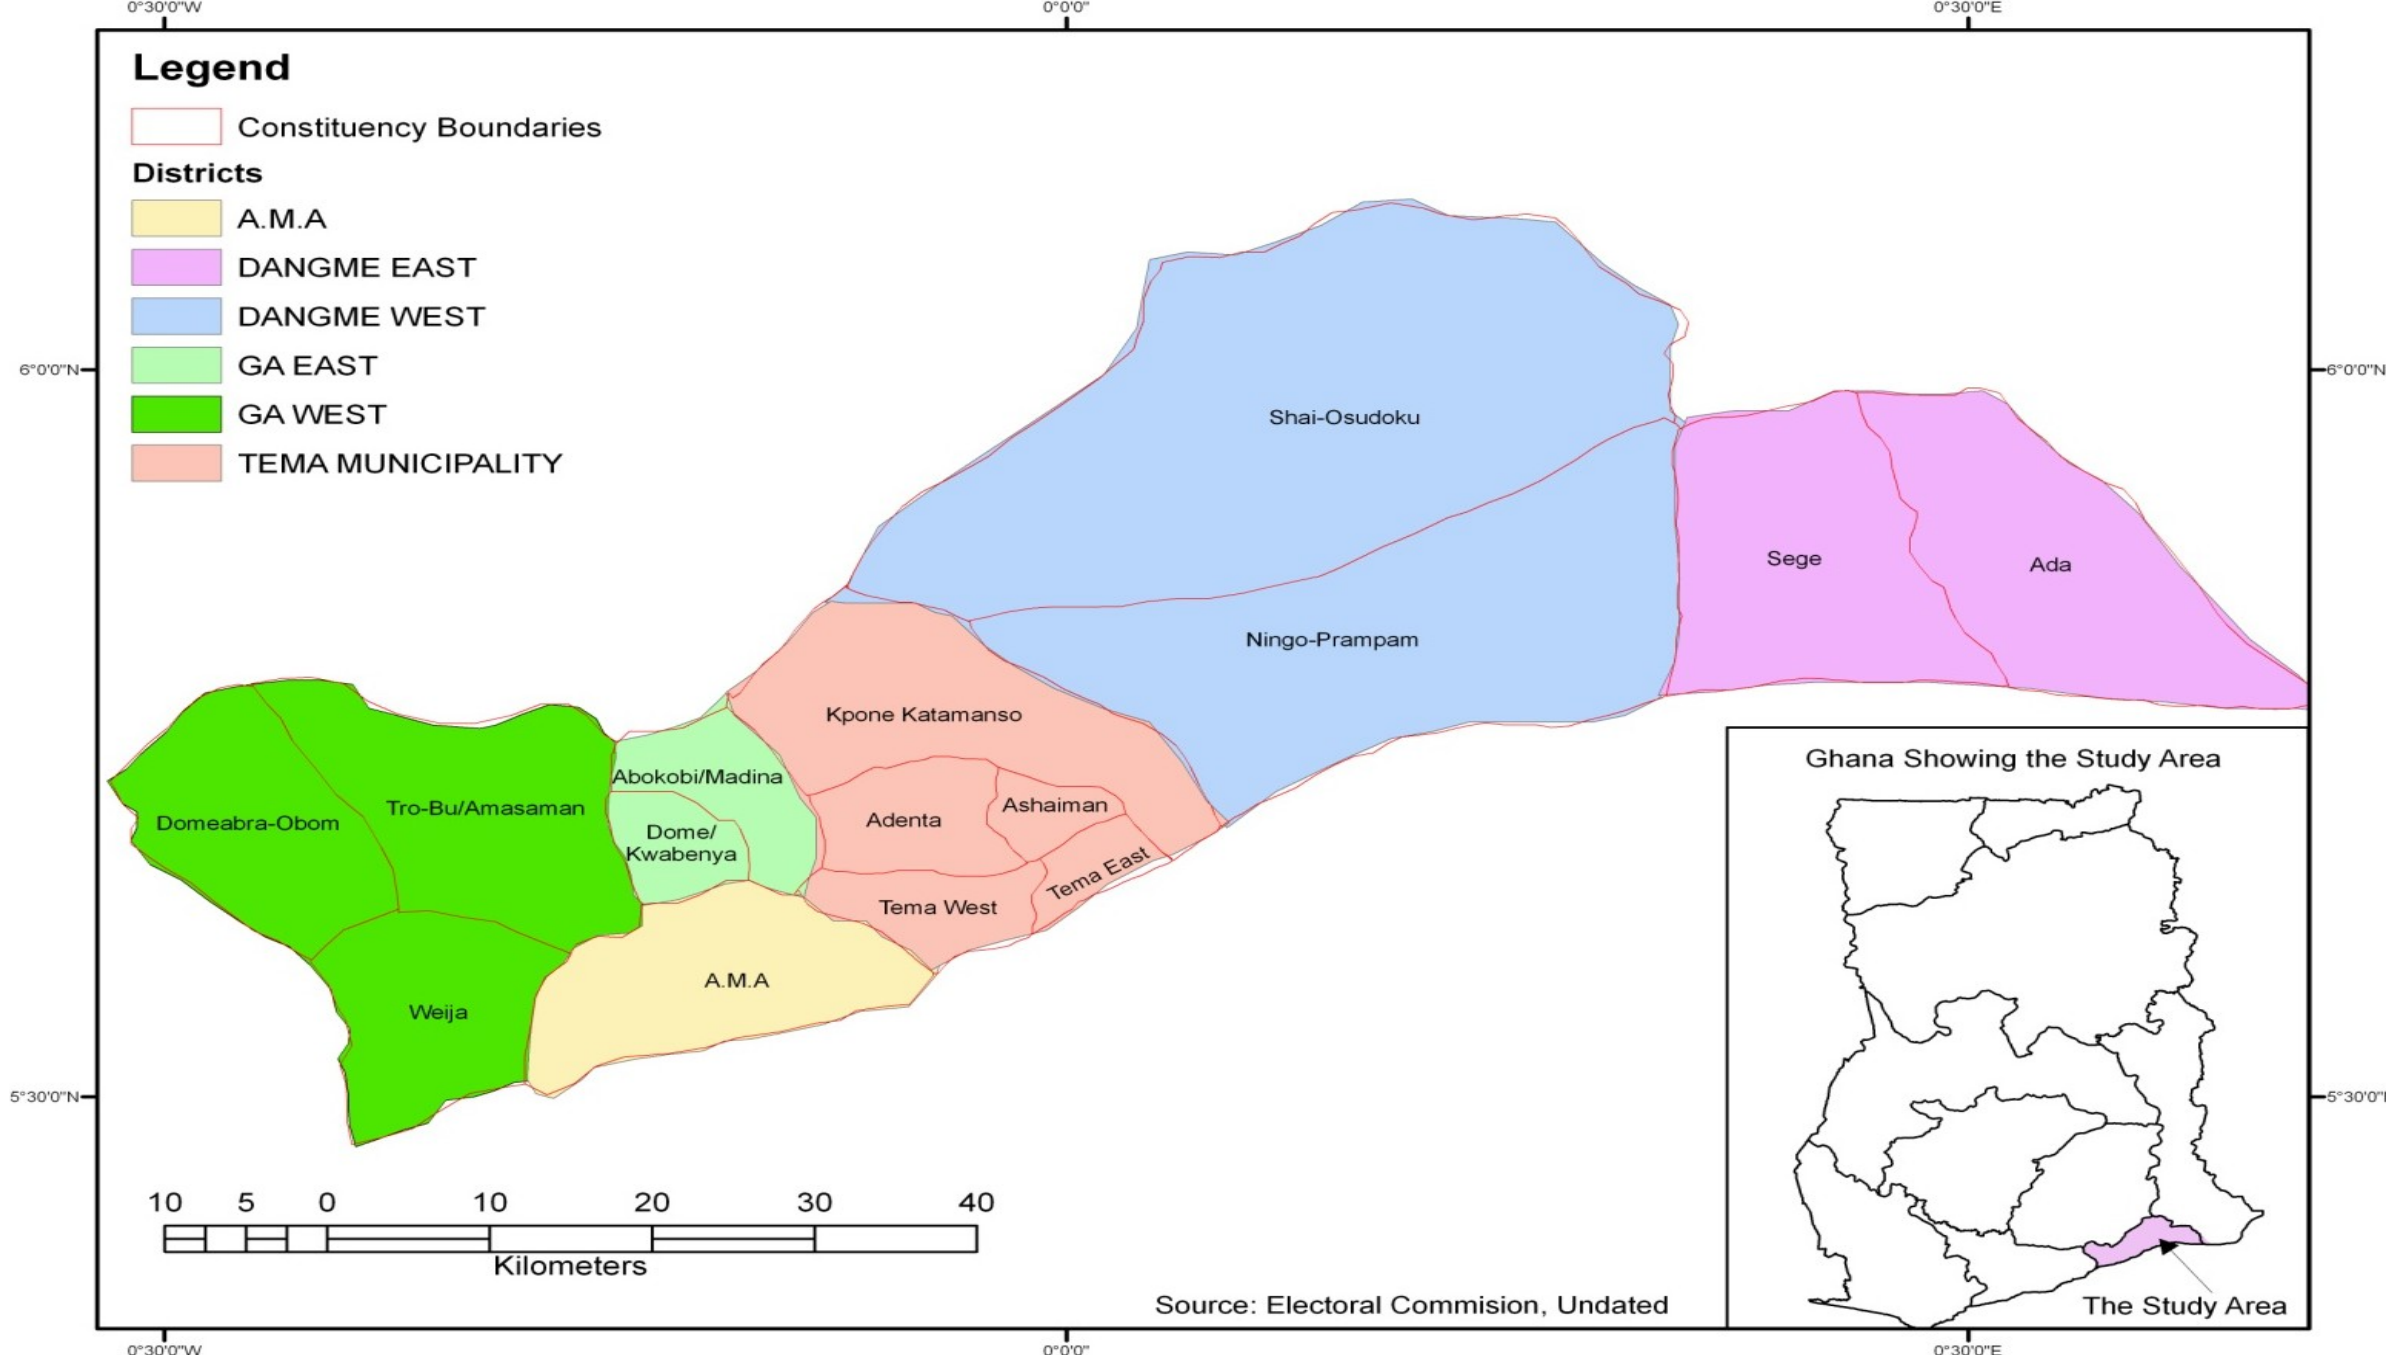 0°30'0"W 0°0'0" 0°30'0"E
Legend
Constituency Boundaries
Districts
A.M.A
DANGME EAST
DANGME WEST
GA EAST
GA WEST
TEMA MUNICIPALITY
6°0'0"N 6°0'0"N
Shai-Osudoku
Sege
Ada
Ningo-Prampam
Kpone Katamanso
Abokobi/Madina
Tro-Bu/Amasaman
Domeabra-Obom
Dome/
Kwabenya
Adenta
Ashaiman
Tema East
Tema West
A.M.A
Weija
Ghana Showing the Study Area
5°30'0"N 5°30'0"N
10 5 0 10 20 30 40
Kilometers
Source: Electoral Commision, Undated
The Study Area
0°30'0"W 0°0'0" 0°30'0"E